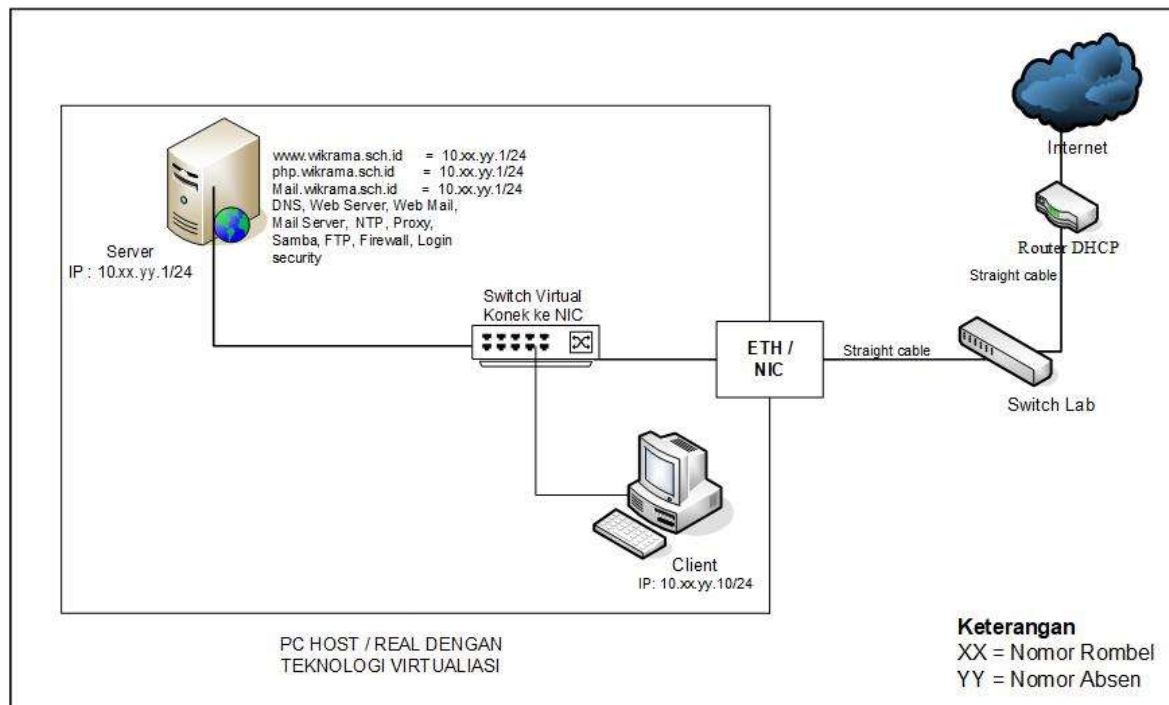 www.wikrama.sch.id = 10.xx.yy.1/24
php.wikrama.sch.id = 10.xx.yy.1/24
Mail.wikrama.sch.id = 10.xx.yy.1/24
DNS, Web Server, Web Mail,
Mail Server, NTP, Proxy,
Samba, FTP, Firewall, Login
security
Server
IP : 10.xx.yy.1/24
Switch Virtual
Konek ke NIC
ETH /
NIC
Straight cable
Switch Lab
Straight cable
Router DHCP
Internet
Client
IP: 10.xx.yy.10/24
PC HOST / REAL DENGAN
TEKNOLOGI VIRTUALIASI
Keterangan
XX = Nomor Rombel
YY = Nomor Absen